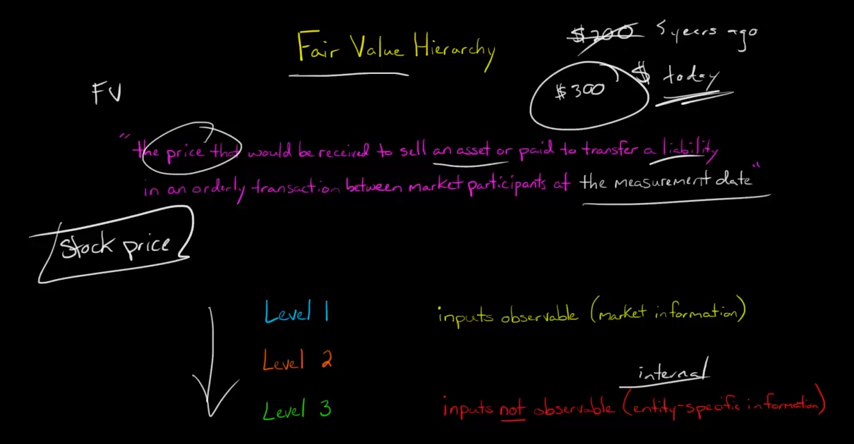 Fair Value Hierarchy
$200 5 years ago
$ today
$300
FV
"the price that would be received to sell an asset or paid to transfer a liability
in an orderly transaction between market participants at the measurement date"
Stock price
Level 1 inputs observable (market information)
Level 2
internal
Level 3 inputs not observable (entity-specific information)